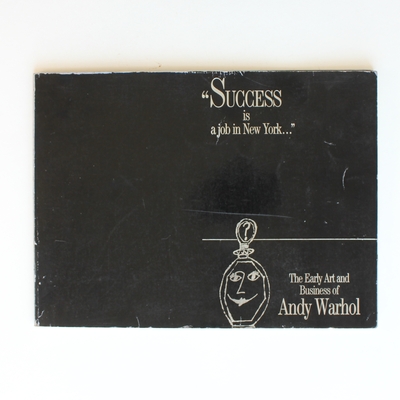 “SUCCESS
is
a job in New York...”
?
The Early Art and
Business of
Andy Warhol